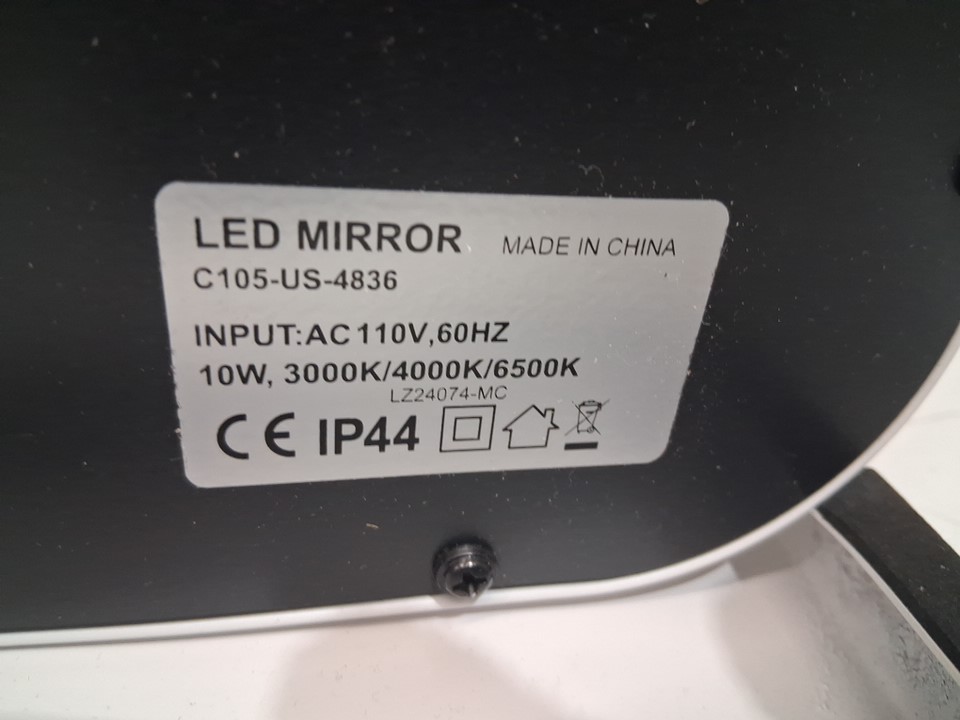 LED MIRROR MADE IN CHINA
C105-US-4836
INPUT:AC 110V,60HZ
10W, 3000K/4000K/6500K
LZ24074-MC
CE IP44